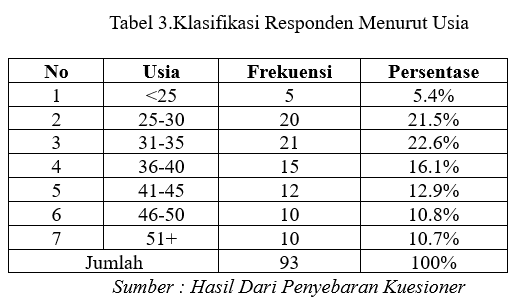 Tabel 3.Klasifikasi Responden Menurut Usia
No Usia Frekuensi Persentase
1 <25 5 5.4%
2 25-30 20 21.5%
3 31-35 21 22.6%
4 36-40 15 16.1%
5 41-45 12 12.9%
6 46-50 10 10.8%
7 51+ 10 10.7%
Jumlah 93 100%
Sumber : Hasil Dari Penyebaran Kuesioner